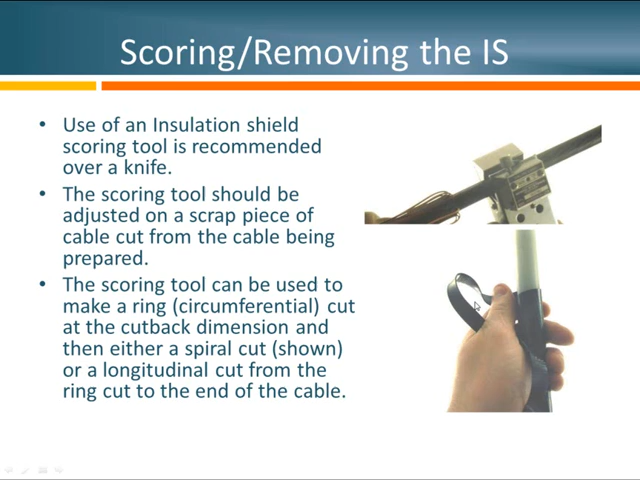 Scoring/Removing the IS
• Use of an Insulation shield
scoring tool is recommended
over a knife.
• The scoring tool should be
adjusted on a scrap piece of
cable cut from the cable being
prepared.
• The scoring tool can be used to
make a ring (circumferential) cut
at the cutback dimension and
then either a spiral cut (shown)
or a longitudinal cut from the
ring cut to the end of the cable.